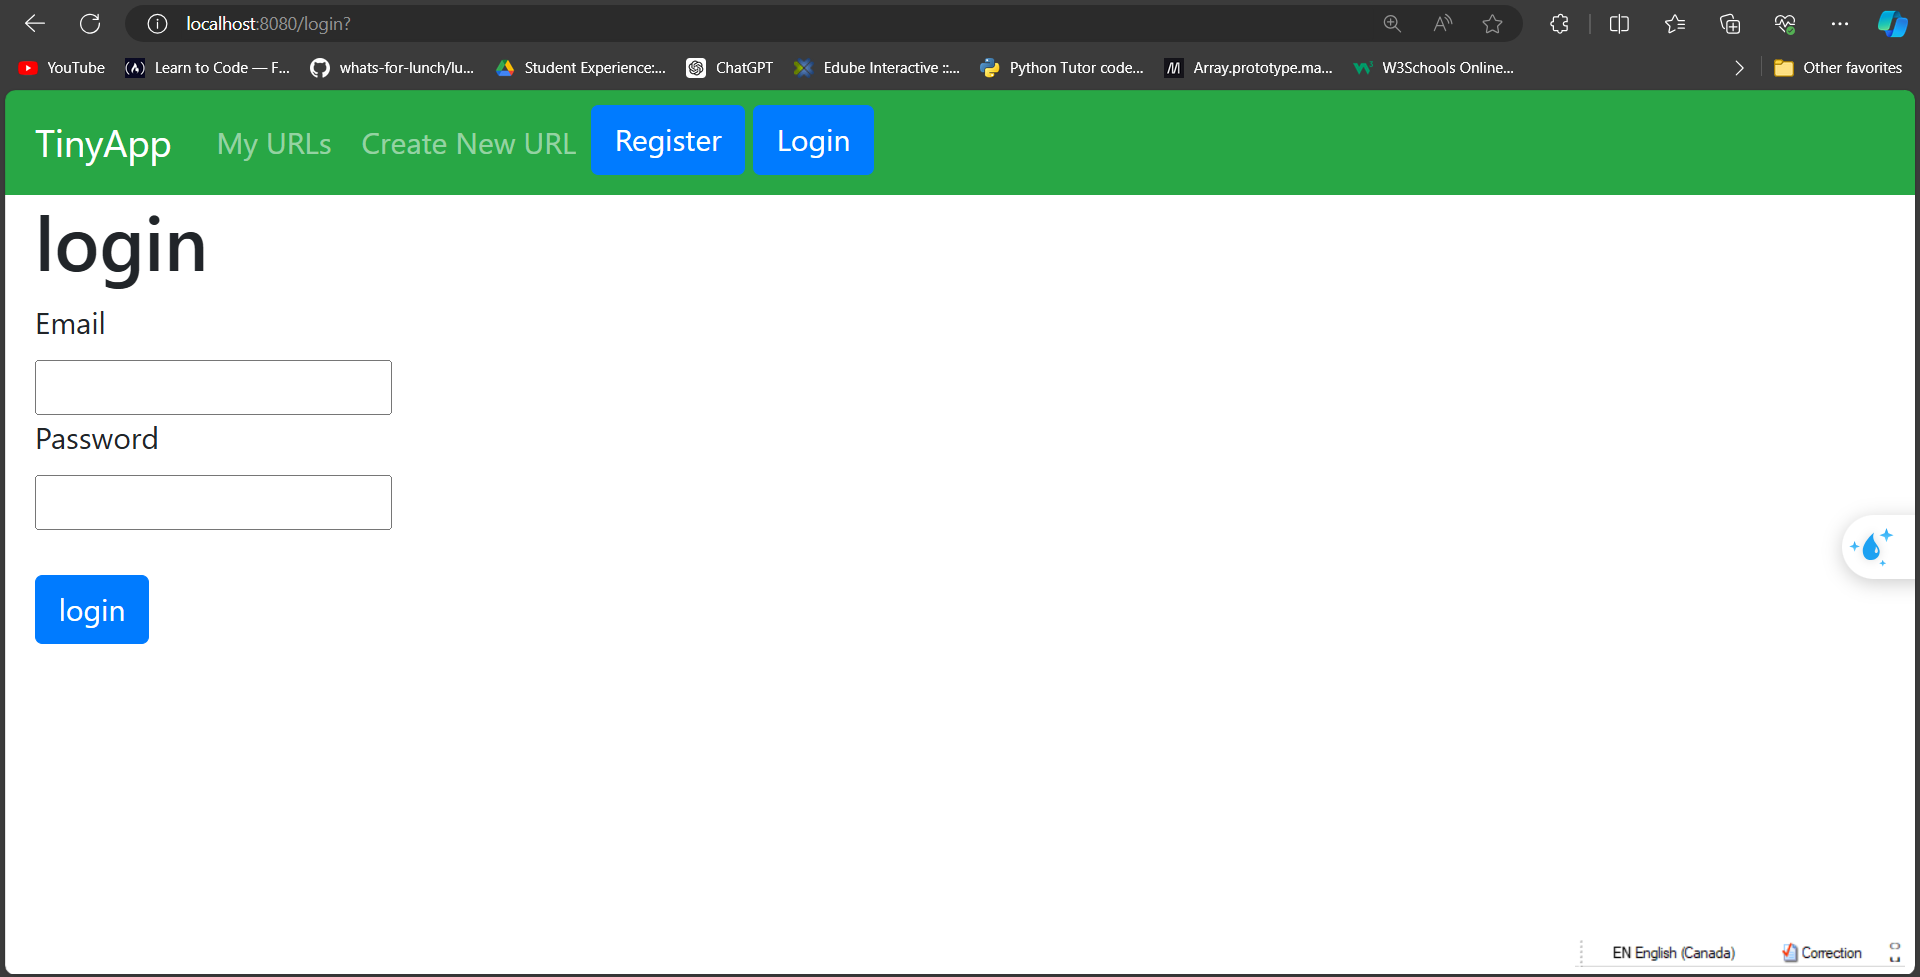 localhost:8080/login?
YouTube Learn to Code — F... whats-for-lunch/lu... Student Experience:... ChatGPT Edube Interactive ::... Python Tutor code... Array.prototype.ma... W3Schools Online... Other favorites
TinyApp My URLs Create New URL Register Login
login
Email
Password
login
EN English (Canada) Correction